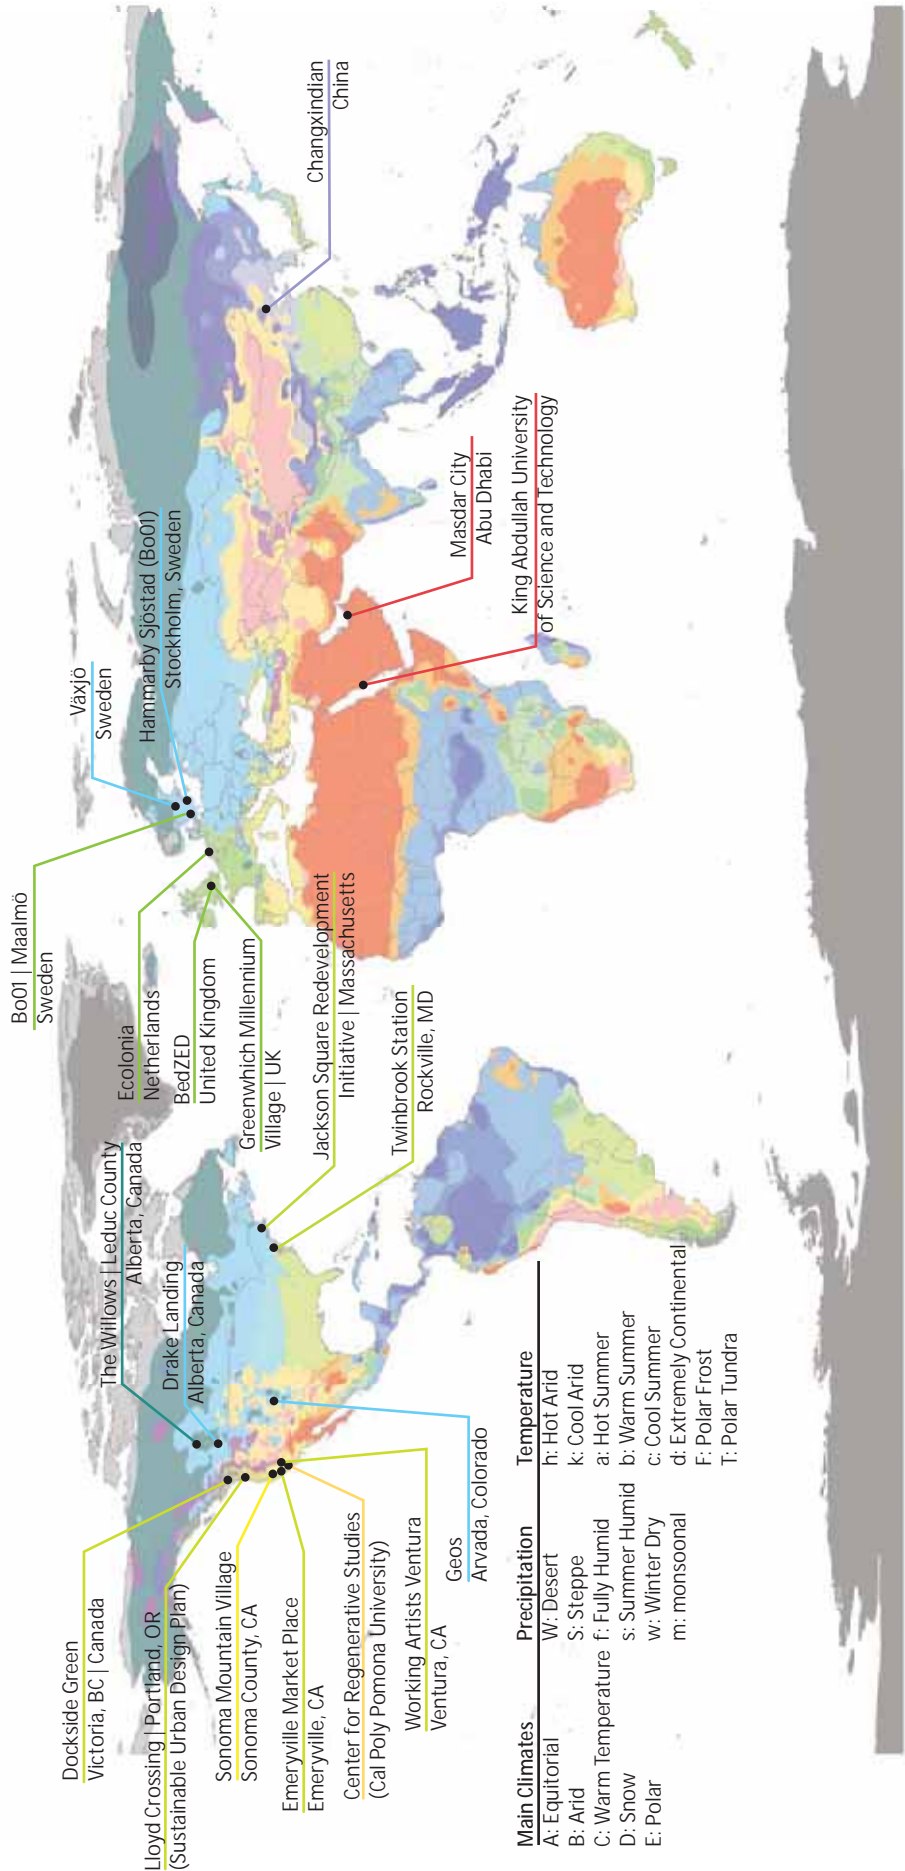 Bo01 | Maalmö
Sweden
Växjö
Sweden
Hammarby Sjöstad (Bo01)
Stockholm, Sweden
Changxindian
China
Ecolonia
Netherlands
BedZED
United Kingdom
Greenwhich Millennium
Village | UK
Jackson Square Redevelopment
Initiative | Massachusetts
Twinbrook Station
Rockville, MD
Masdar City
Abu Dhabi
King Abdullah University
of Science and Technology
The Willows | Leduc County
Alberta, Canada
Drake Landing
Alberta, Canada
Dockside Green
Victoria, BC | Canada
Lloyd Crossing | Portland, OR
(Sustainable Urban Design Plan)
Sonoma Mountain Village
Sonoma County, CA
Emeryville Market Place
Emeryville, CA
Center for Regenerative Studies
(Cal Poly Pomona University)
Working Artists Ventura
Ventura, CA
Geos
Arvada, Colorado
Main Climates
A: Equitorial
B: Arid
C: Warm Temperature
D: Snow
E: Polar
Precipitation
W: Desert
S: Steppe
f: Fully Humid
s: Summer Humid
w: Winter Dry
m: monsoonal
Temperature
h: Hot Arid
k: Cool Arid
a: Hot Summer
b: Warm Summer
c: Cool Summer
d: Extremely Continental
F: Polar Frost
T: Polar Tundra